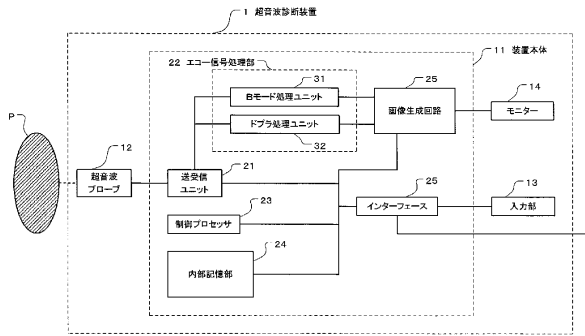 1 超音波診断装置
11 装置本体
22 エコー信号処理部
31
25
Bモード処理ユニット
画像生成回路
14
モニター
P
12
ドプラ処理ユニット
32
超音波
プローブ
送受信
ユニット
21
23
制御プロセッサ
25
インターフェース
13
入力部
24
内部記憶部